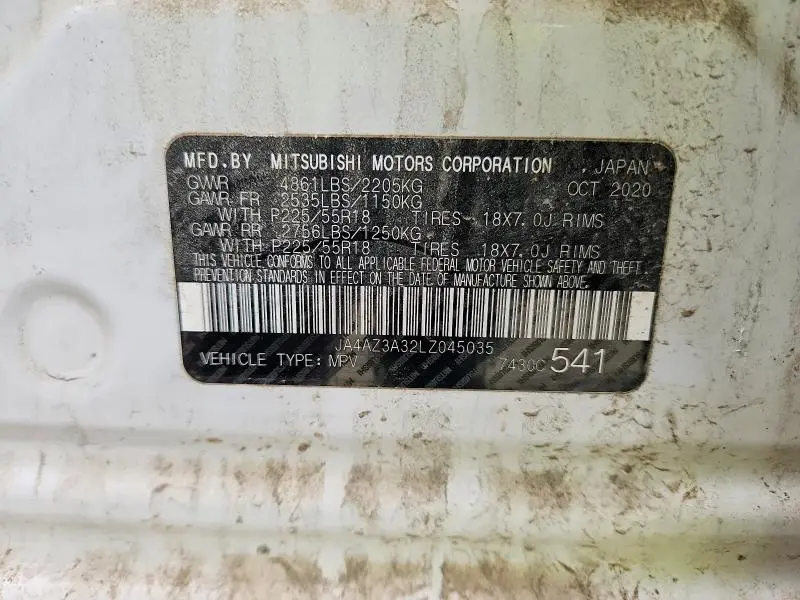 MFD.BY MITSUBISHI MOTORS CORPORATION , JAPAN
GVWR 4861LBS/2205KG OCT 2020
GAWR FR 2535LBS/1150KG
WITH P225/55R18 TIRES 18X7.0J RIMS
GAWR RR 2756LBS/1250KG
WITH P225/55R18 TIRES 18X7.0J RIMS
THIS VEHICLE CONFORMS TO ALL APPLICABLE FEDERAL MOTOR VEHICLE SAFETY AND THEFT
PREVENTION STANDARDS IN EFFECT ON THE DATE OF MANUFACTURE SHOWN ABOVE.
JA4AZ3A32LZ045035
VEHICLE TYPE: MPV 7430C 541